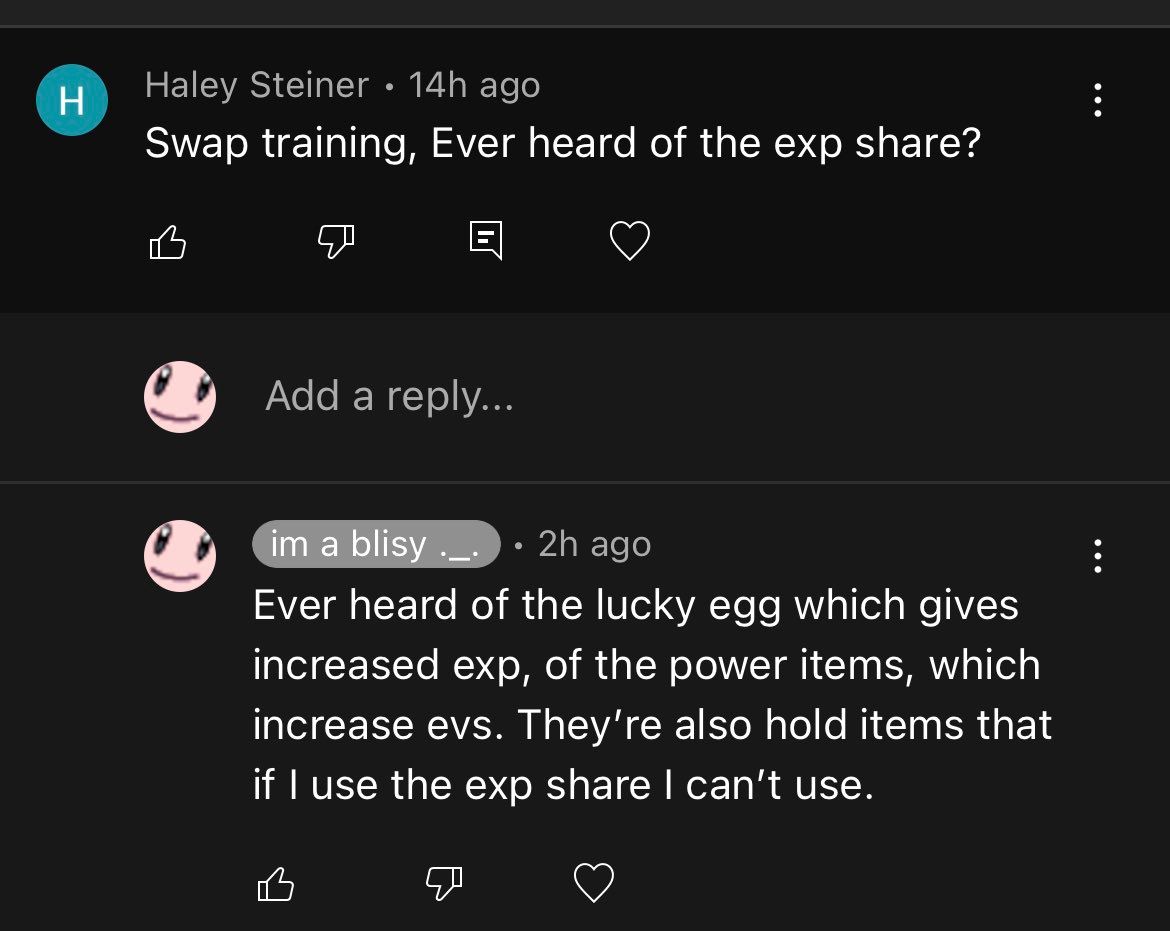 H
Haley Steiner • 14h ago
Swap training, Ever heard of the exp share?
Add a reply...
im a blisy ._. • 2h ago
Ever heard of the lucky egg which gives
increased exp, of the power items, which
increase evs. They’re also hold items that
if I use the exp share I can’t use.